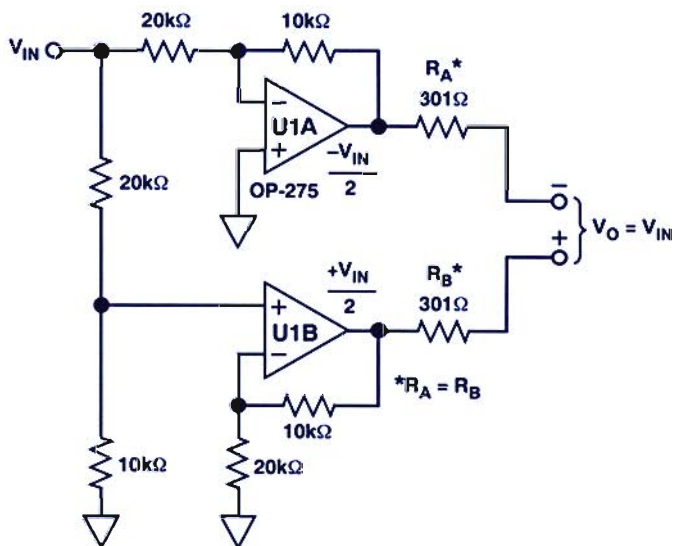 20kΩ
10kΩ
V_IN
R_A*
301Ω
−
U1A
+
OP-275
−V_IN
2
20kΩ
−
+
V_O = V_IN
+V_IN
2
R_B*
301Ω
+
U1B
−
*R_A = R_B
10kΩ
10kΩ
20kΩ